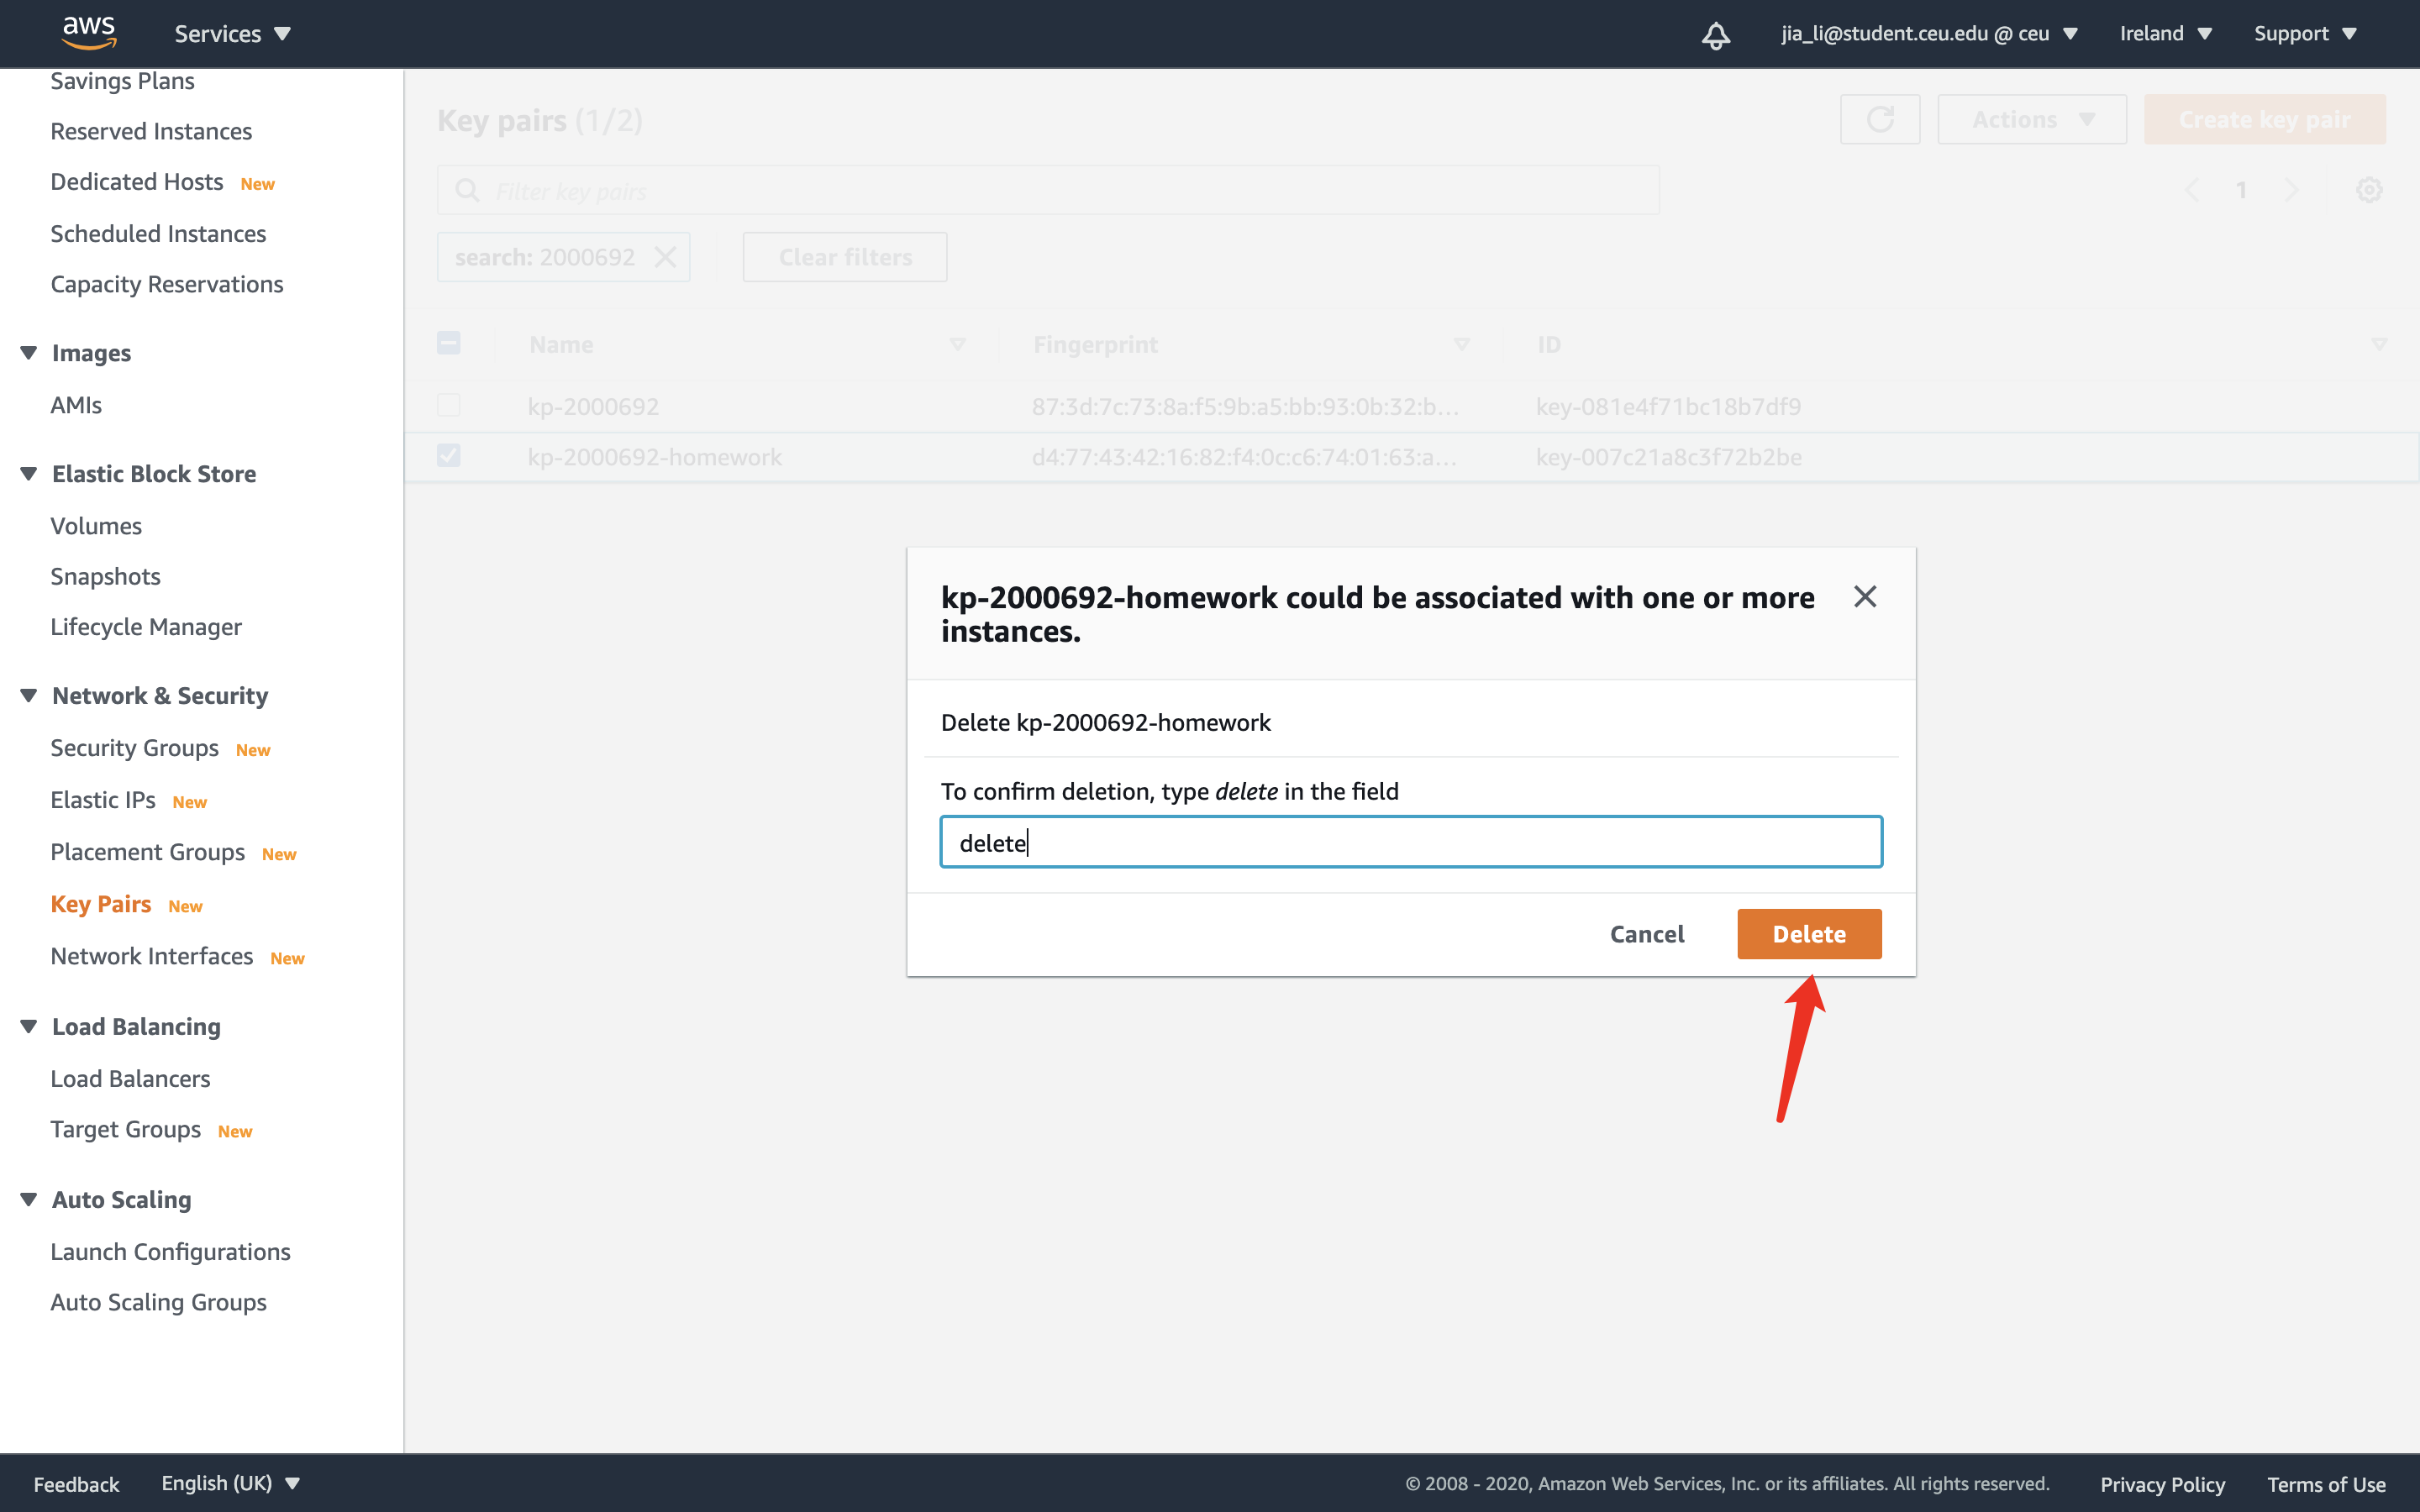 aws Services jia_li@student.ceu.edu @ ceu Ireland Support
Savings Plans
Reserved Instances
Dedicated Hosts New
Scheduled Instances
Capacity Reservations
Images
AMIs
Elastic Block Store
Volumes
Snapshots
Lifecycle Manager
Network & Security
Security Groups New
Elastic IPs New
Placement Groups New
Key Pairs New
Network Interfaces New
Load Balancing
Load Balancers
Target Groups New
Auto Scaling
Launch Configurations
Auto Scaling Groups
Key pairs (1/2) Actions Create key pair
Filter key pairs 1
search: 2000692 Clear filters
Name Fingerprint ID
kp-2000692 87:3d:7c:73:8a:f5:9b:a5:bb:93:0b:32:b... key-081e4f71bc18b7df9
kp-2000692-homework d4:77:43:42:16:82:f4:0c:c6:74:01:63:a... key-007c21a8c3f72b2be
kp-2000692-homework could be associated with one or more
instances.
Delete kp-2000692-homework
To confirm deletion, type delete in the field
delete
Cancel Delete
Feedback English (UK) © 2008 - 2020, Amazon Web Services, Inc. or its affiliates. All rights reserved. Privacy Policy Terms of Use